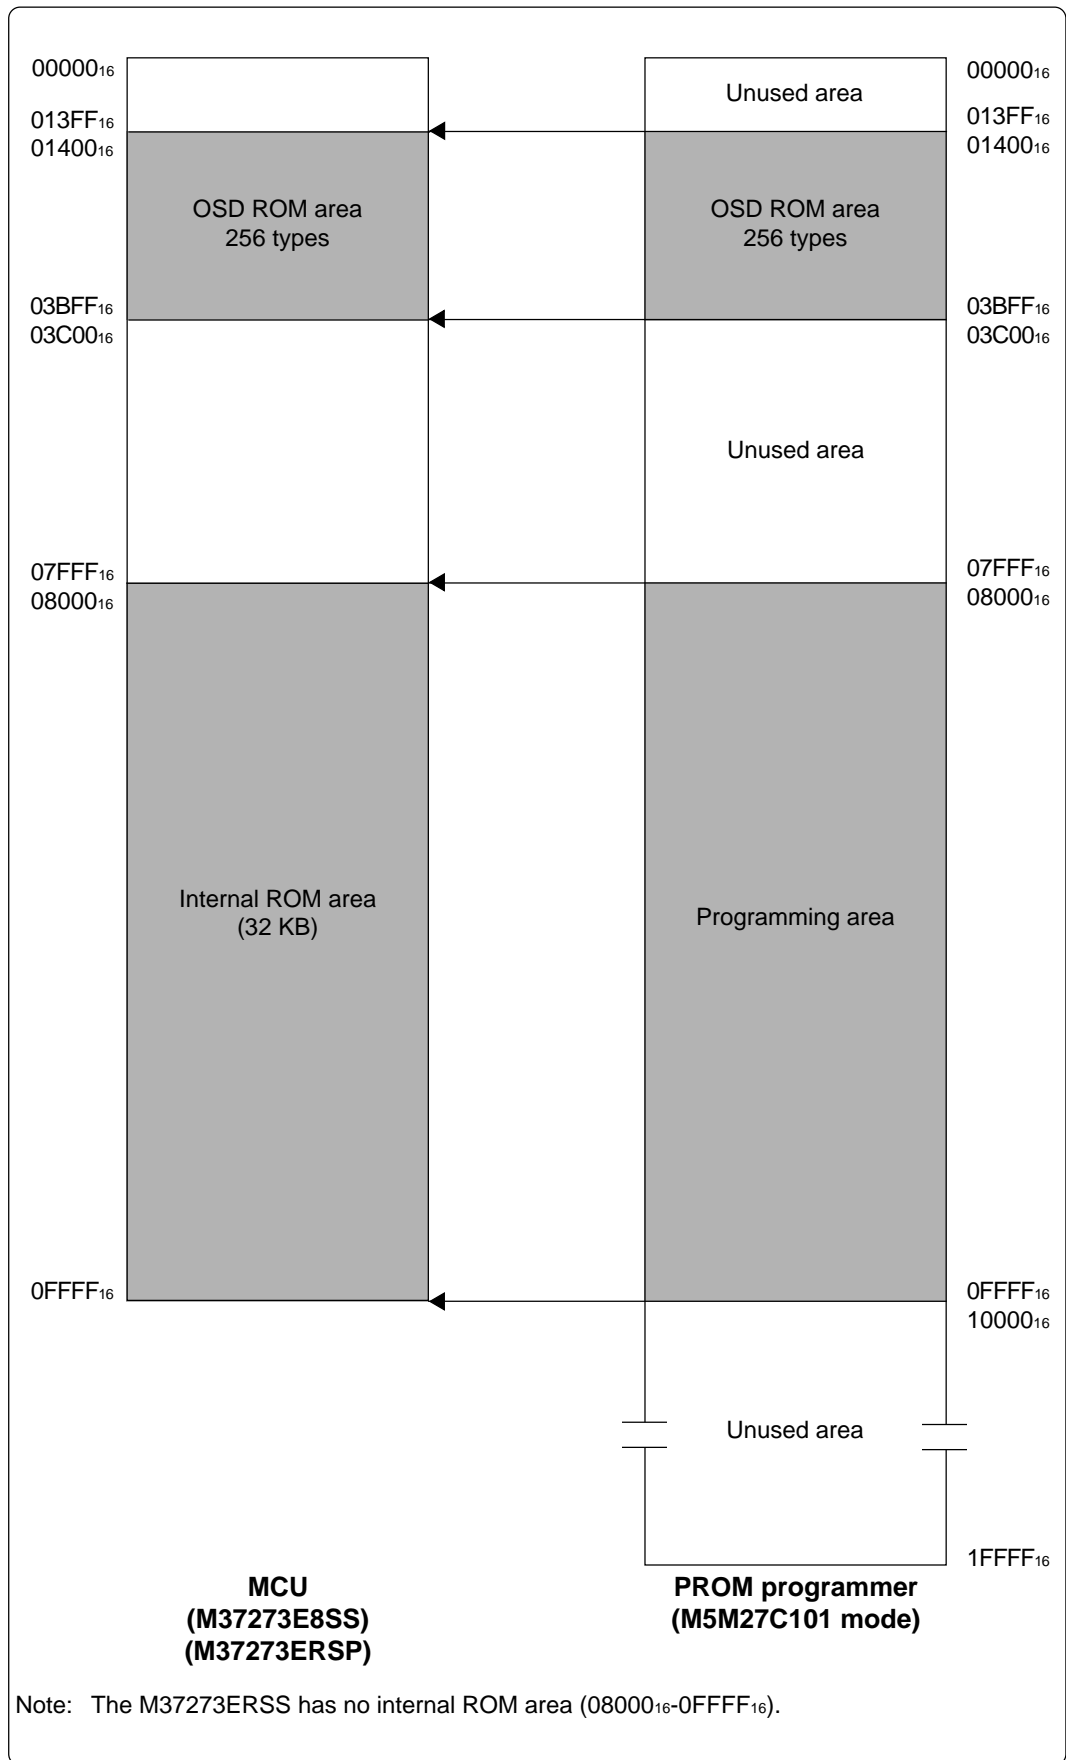 00000₁₆
013FF₁₆
01400₁₆
OSD ROM area
256 types
03BFF₁₆
03C00₁₆
07FFF₁₆
08000₁₆
Internal ROM area
(32 KB)
0FFFF₁₆
MCU
(M37273E8SS)
(M37273ERSP)
Unused area
00000₁₆
013FF₁₆
01400₁₆
OSD ROM area
256 types
03BFF₁₆
03C00₁₆
Unused area
07FFF₁₆
08000₁₆
Programming area
0FFFF₁₆
10000₁₆
Unused area
1FFFF₁₆
PROM programmer
(M5M27C101 mode)
Note: The M37273ERSS has no internal ROM area (08000₁₆-0FFFF₁₆).